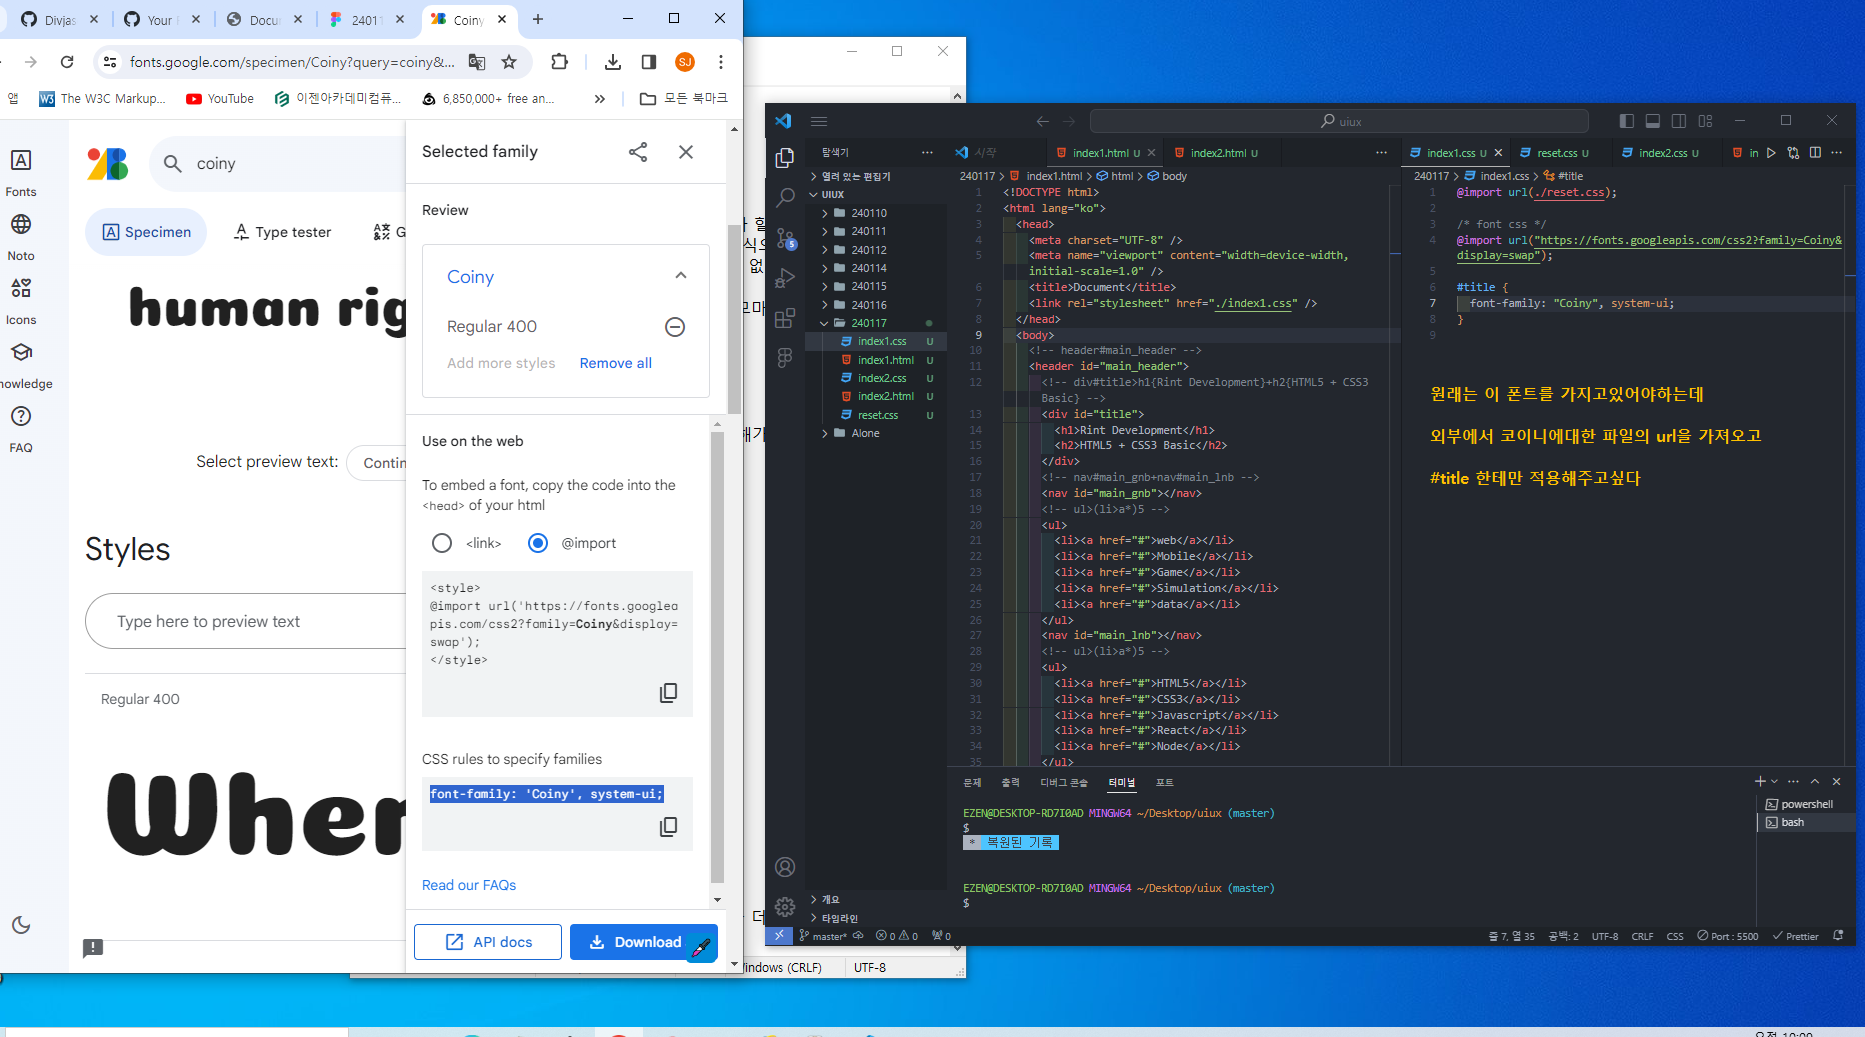 Divjas
Your
Docu
24011
Coiny
fonts.google.com/specimen/Coiny?query=coiny&...
SJ
앱
The W3C Markup...
YouTube
이젠아카데미컴퓨...
6,850,000+ free an...
모든 북마크
Fonts
Noto
Icons
nowledge
FAQ
coiny
Specimen
Type tester
G
human rig
Select preview text:
Contin
Styles
Type here to preview text
Regular 400
When
Selected family
Review
Coiny
Regular 400
Add more styles
Remove all
Use on the web
To embed a font, copy the code into the
<head> of your html
<link>
@import
<style>
@import url('https://fonts.googlea
pis.com/css2?family=Coiny&display=
swap');
</style>
CSS rules to specify families
font-family: 'Coiny', system-ui;
Read our FAQs
API docs
Download
할
식으
없
해기
더
indows (CRLF)
UTF-8
uiux
탐색기
열려 있는 편집기
UIUX
240110
240111
240112
240114
240115
240116
240117
index1.css U
index1.html U
index2.css U
index2.html U
reset.css U
Alone
개요
타임라인
시작
index1.html U
index2.html U
240117 > index1.html > html > body
1 <!DOCTYPE html>
2 <html lang="ko">
3 <head>
4 <meta charset="UTF-8" />
5 <meta name="viewport" content="width=device-width,
initial-scale=1.0" />
6 <title>Document</title>
7 <link rel="stylesheet" href="./index1.css" />
8 </head>
9 <body>
10 <!-- header#main_header -->
11 <header id="main_header">
12 <!-- div#title>h1{Rint Development}+h2{HTML5 + CSS3
Basic} -->
13 <div id="title">
14 <h1>Rint Development</h1>
15 <h2>HTML5 + CSS3 Basic</h2>
16 </div>
17 <!-- nav#main_gnb+nav#main_lnb -->
18 <nav id="main_gnb"></nav>
19 <!-- ul>(li>a*)5 -->
20 <ul>
21 <li><a href="#">web</a></li>
22 <li><a href="#">Mobile</a></li>
23 <li><a href="#">Game</a></li>
24 <li><a href="#">Simulation</a></li>
25 <li><a href="#">data</a></li>
26 </ul>
27 <nav id="main_lnb"></nav>
28 <!-- ul>(li>a*)5 -->
29 <ul>
30 <li><a href="#">HTML5</a></li>
31 <li><a href="#">CSS3</a></li>
32 <li><a href="#">Javascript</a></li>
33 <li><a href="#">React</a></li>
34 <li><a href="#">Node</a></li>
35 </ul>
index1.css U
reset.css U
index2.css U
in
240117 > index1.css > #title
1 @import url(./reset.css);
2
3 /* font css */
4 @import url("https://fonts.googleapis.com/css2?family=Coiny&
display=swap");
5
6 #title {
7 font-family: "Coiny", system-ui;
8 }
9
원래는 이 폰트를 가지고있어야하는데
외부에서 코이니에대한 파일의 url을 가져오고
#title 한테만 적용해주고싶다
문제 출력 디버그 콘솔 터미널 포트
EZEN@DESKTOP-RD7I0AD MINGW64 ~/Desktop/uiux (master)
$
* 복원된 기록
EZEN@DESKTOP-RD7I0AD MINGW64 ~/Desktop/uiux (master)
$
powershell
bash
5
master*
0 0
0
줄 7, 열 35
공백: 2
UTF-8
CRLF
CSS
Port : 5500
Prettier